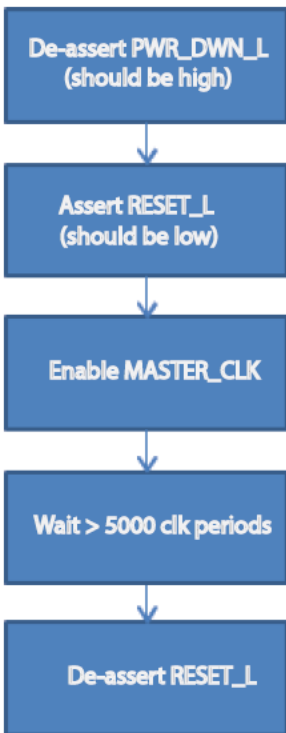 De-assert PWR_DWN_L
(should be high)
Assert RESET_L
(should be low)
Enable MASTER_CLK
Wait > 5000 clk periods
De-assert RESET_L